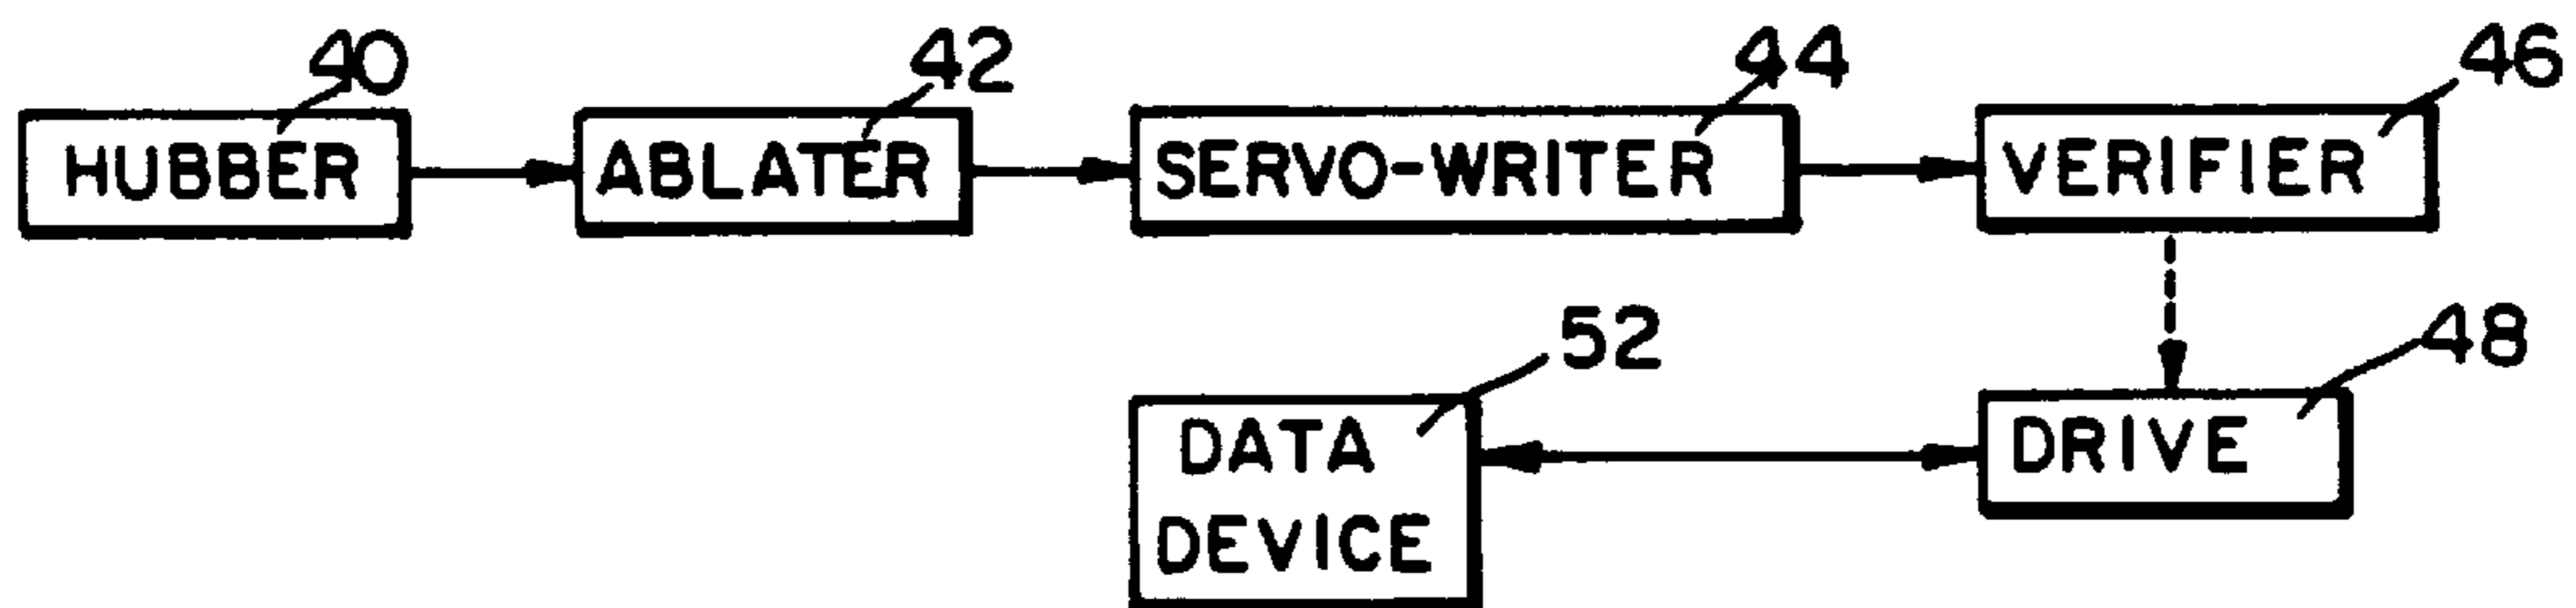 40
42
44
46
HUBBER
ABLATER
SERVO-WRITER
VERIFIER
52
48
DATA
DEVICE
DRIVE